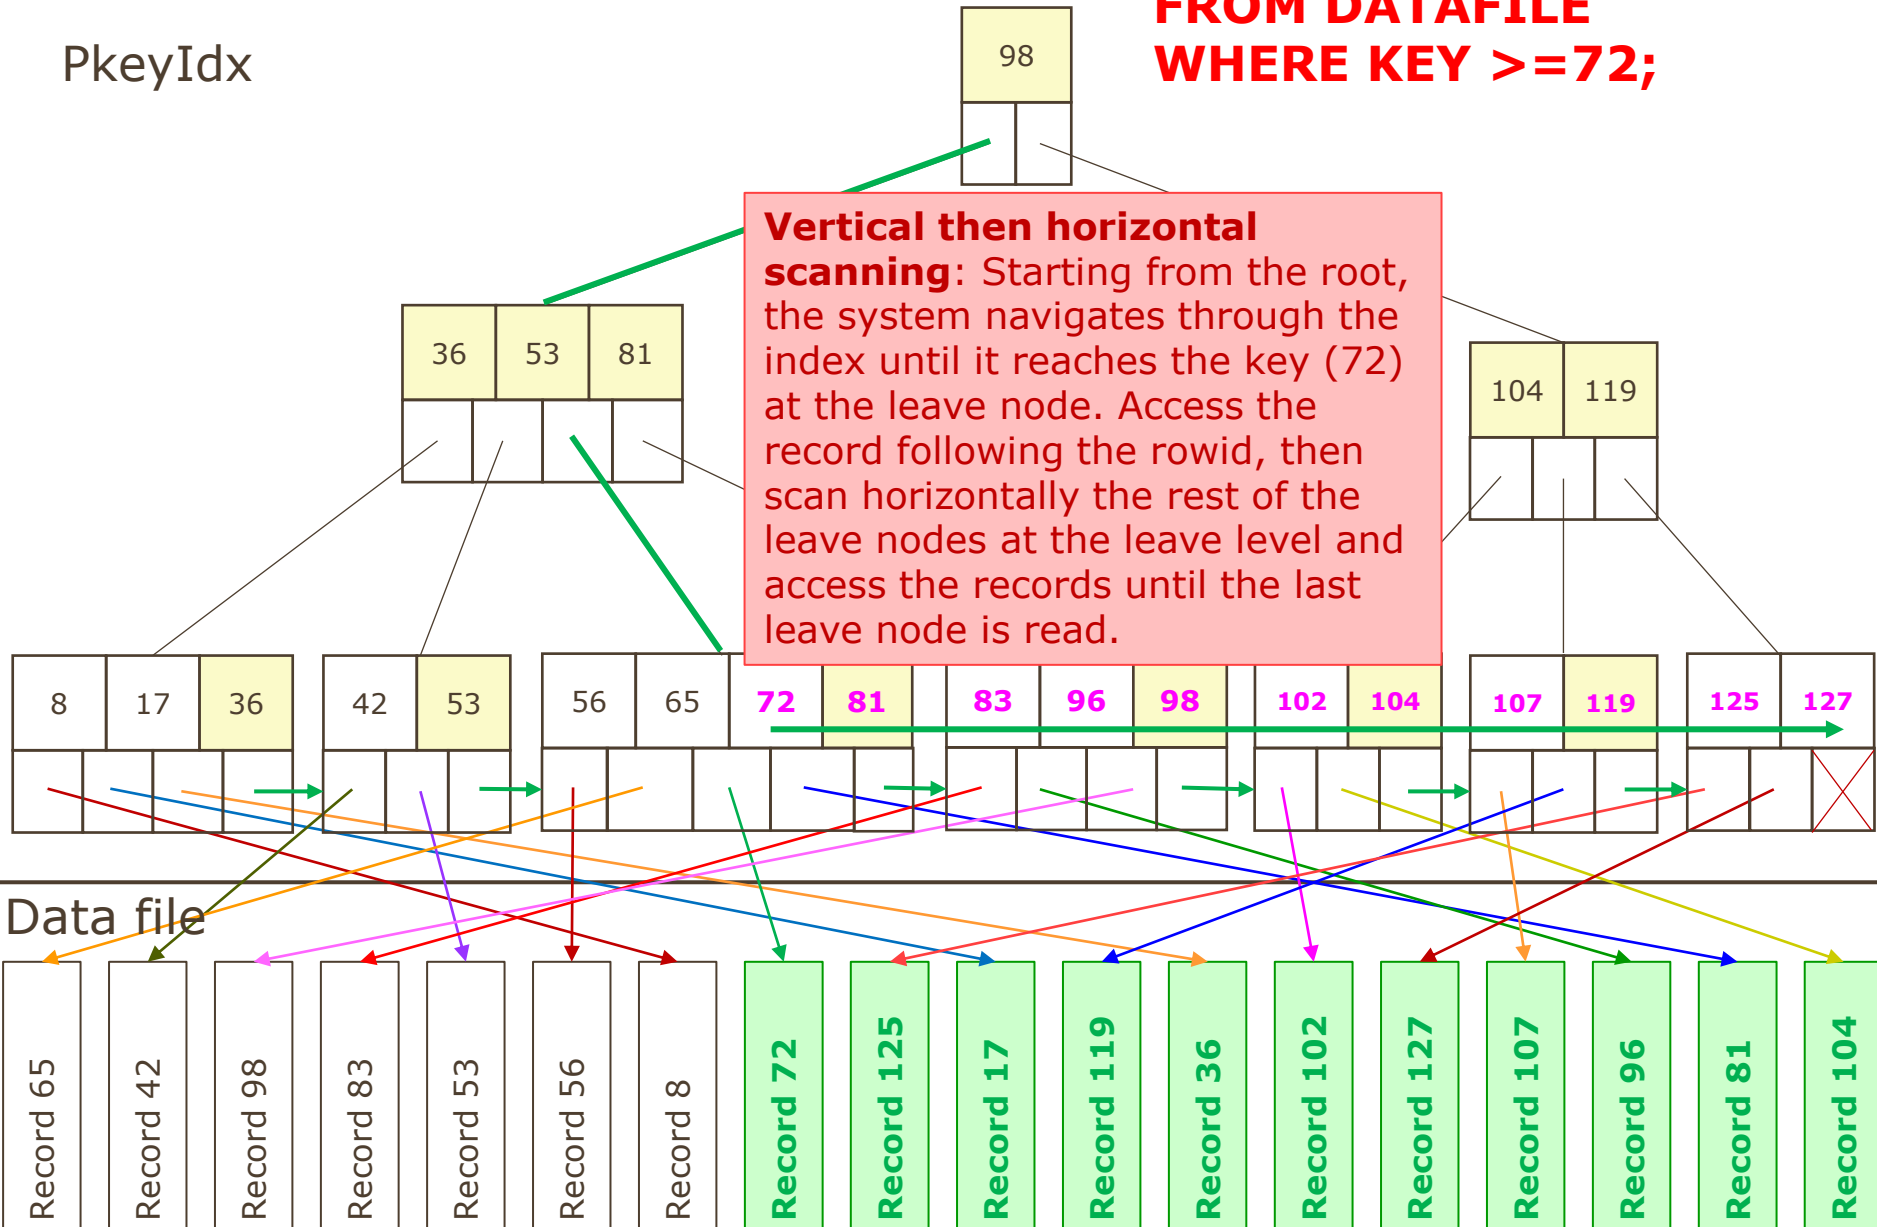 FROM DATAFILE
WHERE KEY >=72;
PkeyIdx
98
Vertical then horizontal
scanning: Starting from the root,
the system navigates through the
index until it reaches the key (72)
at the leave node. Access the
record following the rowid, then
scan horizontally the rest of the
leave nodes at the leave level and
access the records until the last
leave node is read.
36 53 81
104 119
8 17 36 42 53 56 65 72 81 83 96 98 102 104 107 119 125 127
Data file
Record 65
Record 42
Record 98
Record 83
Record 53
Record 56
Record 8
Record 72
Record 125
Record 17
Record 119
Record 36
Record 102
Record 127
Record 107
Record 96
Record 81
Record 104